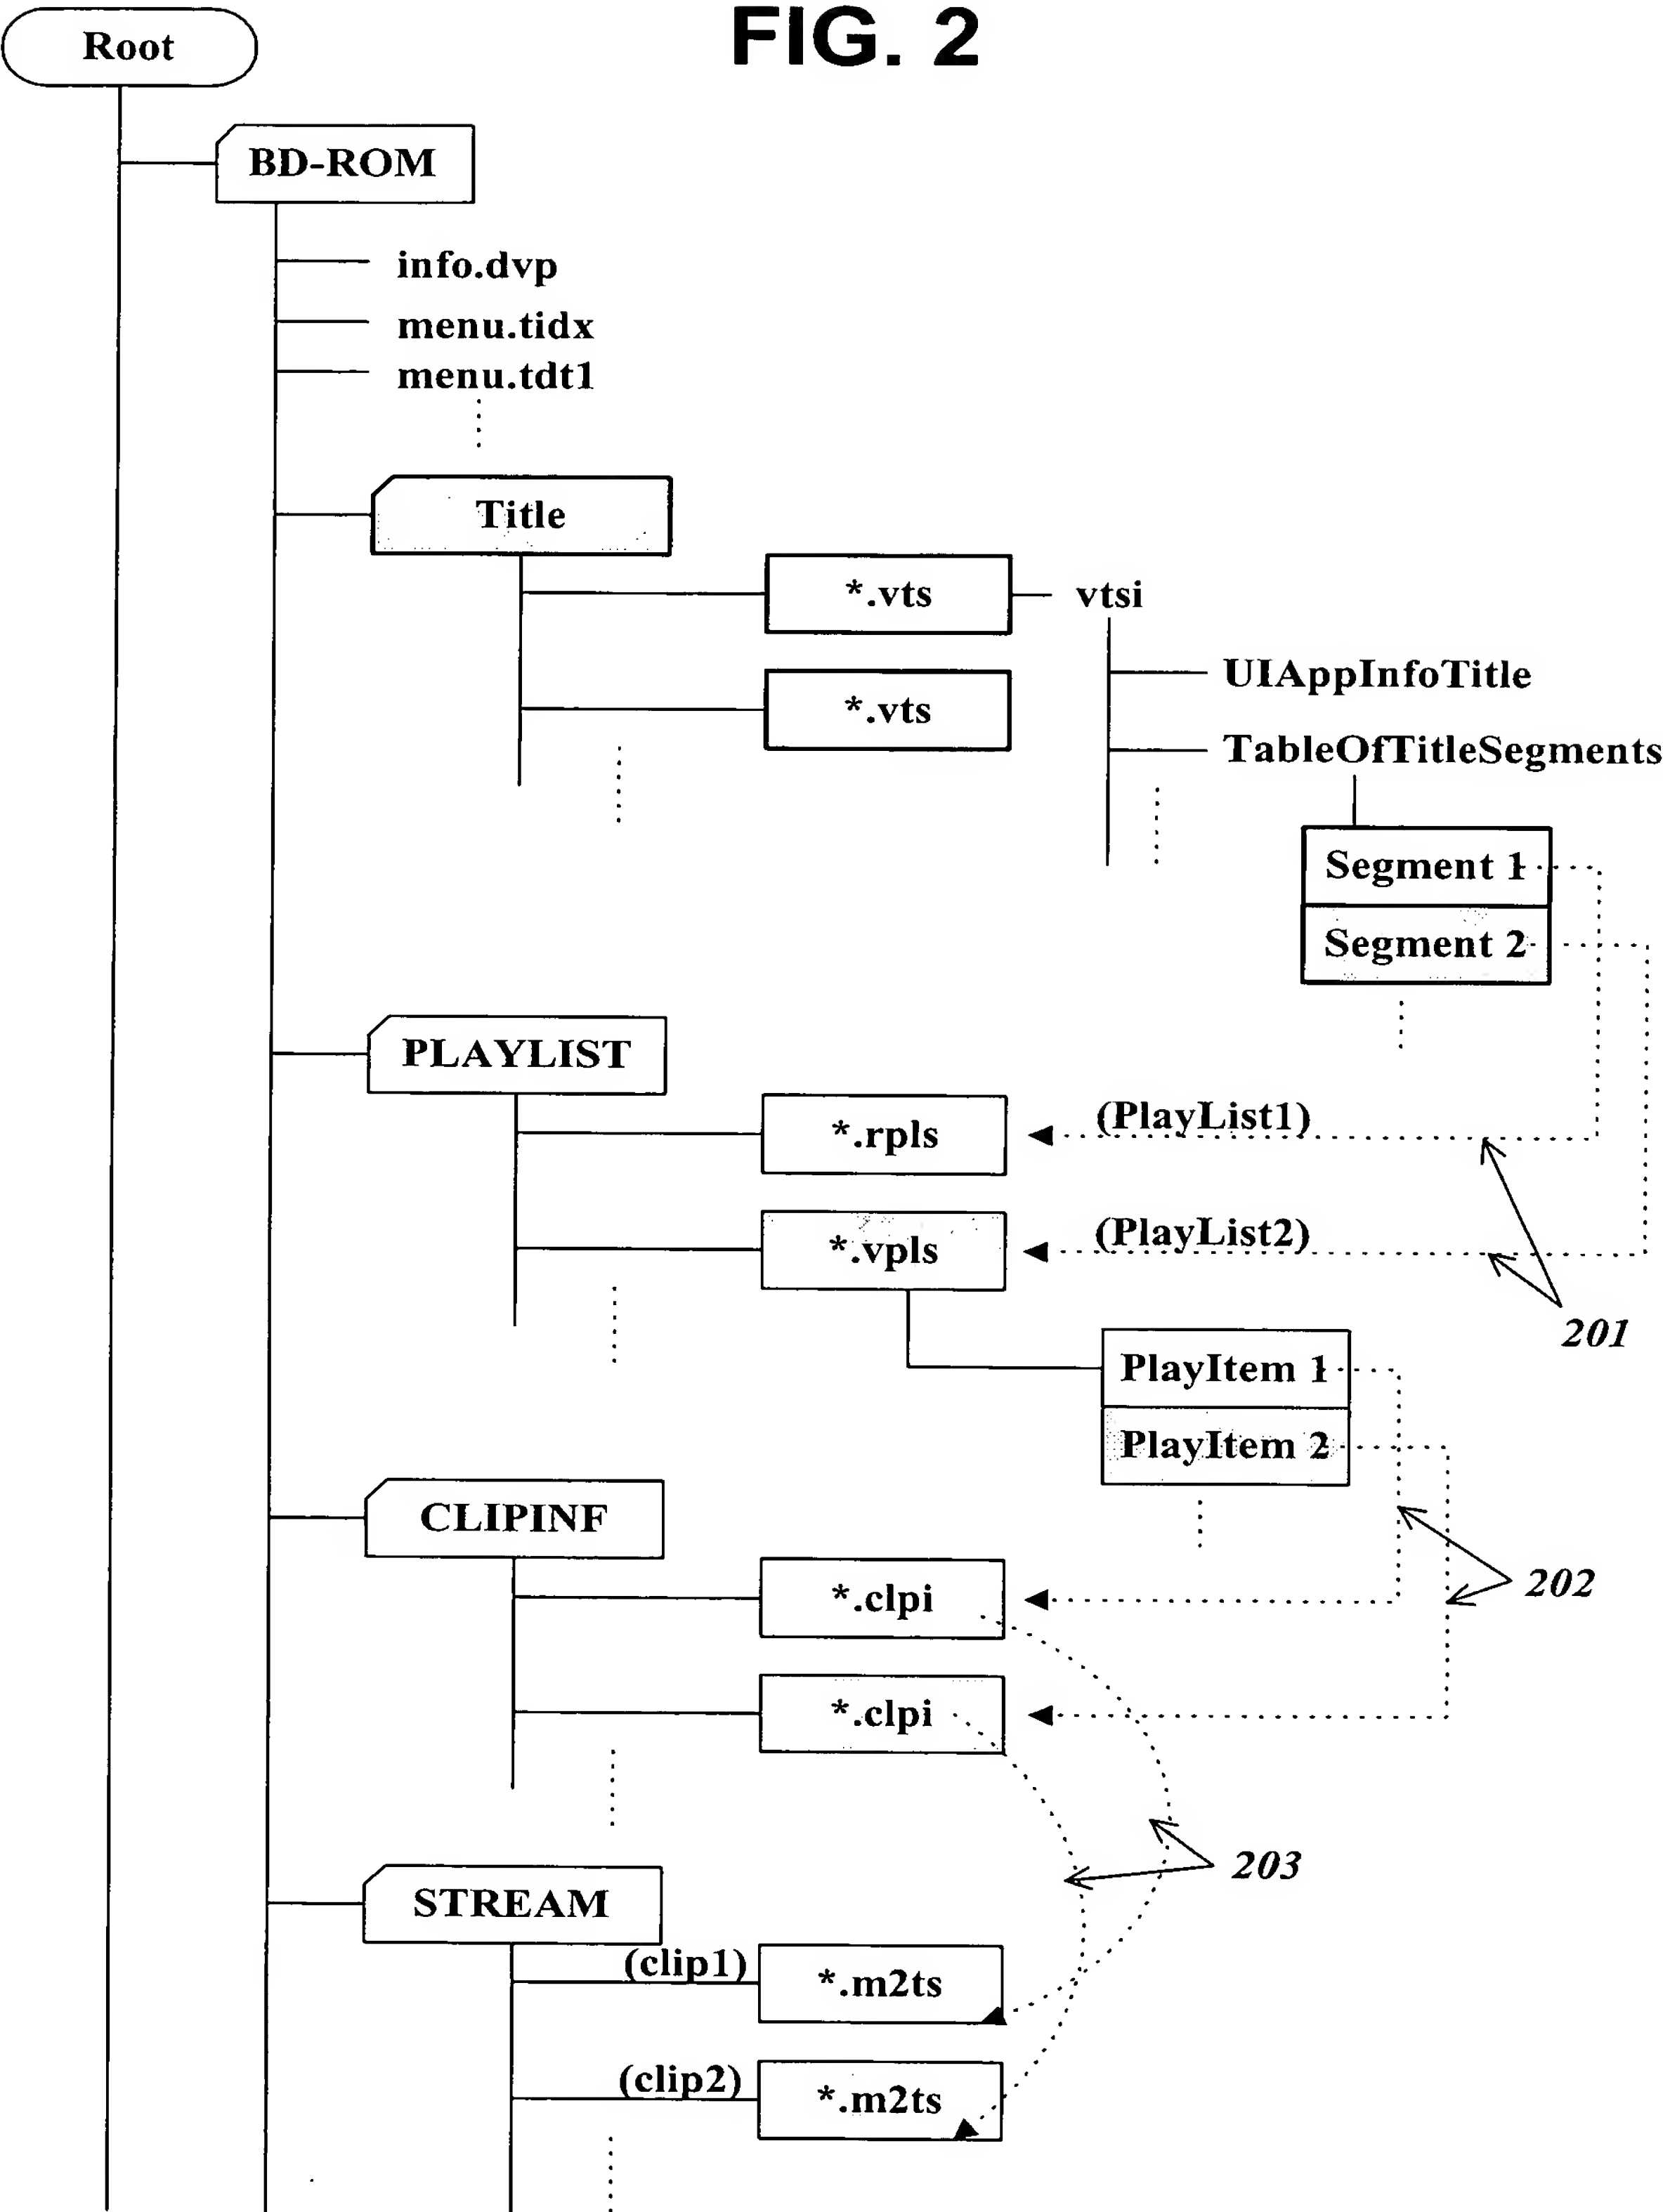 FIG. 2
Root
BD-ROM
info.dvp
menu.tidx
menu.tdt1
Title
*.vts
vtsi
UIAppInfoTitle
*.vts
TableOfTitleSegments
Segment 1
Segment 2
PLAYLIST
*.rpls
(PlayList1)
*.vpls
(PlayList2)
201
PlayItem 1
PlayItem 2
CLIPINF
*.clpi
202
*.clpi
203
STREAM
(clip1)
*.m2ts
(clip2)
*.m2ts